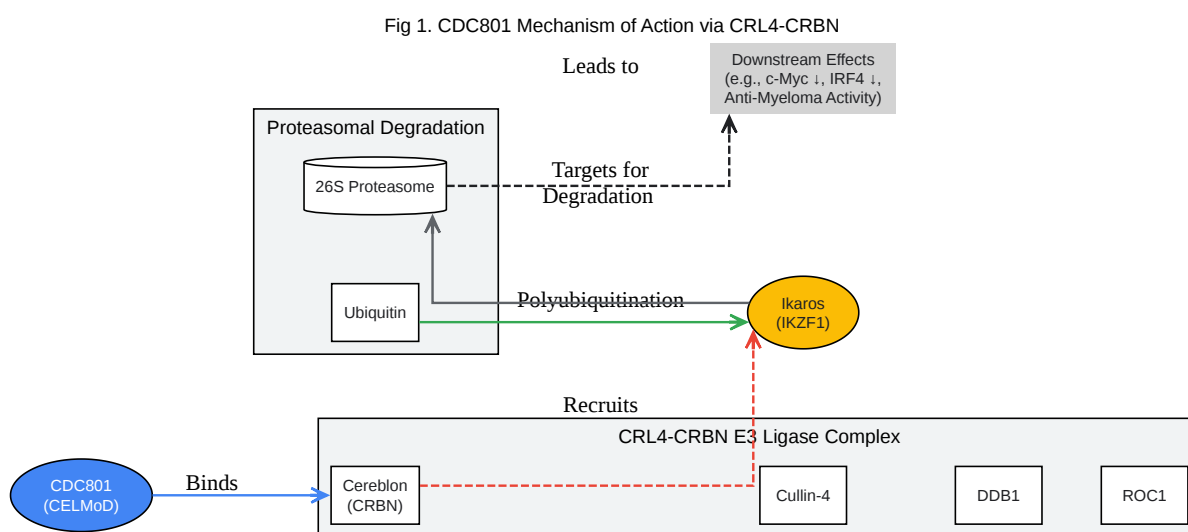 Fig 1. CDC801 Mechanism of Action via CRL4-CRBN
Leads to
Downstream Effects
(e.g., c-Myc ↓, IRF4 ↓,
Anti-Myeloma Activity)
Proteasomal Degradation
26S Proteasome
Targets for
Degradation
Ubiquitin
Polyubiquitination
Ikaros
(IKZF1)
Recruits
CRL4-CRBN E3 Ligase Complex
CDC801
(CELMoD)
Binds
Cereblon
(CRBN)
Cullin-4
DDB1
ROC1